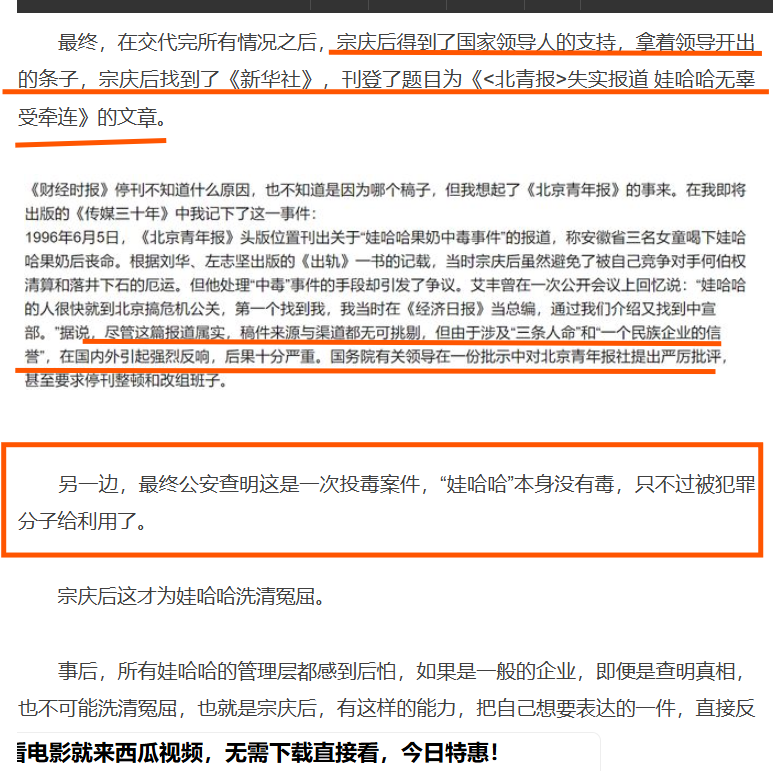 最终，在交代完所有情况之后，宗庆后得到了国家领导人的支持，拿着领导开出
的条子，宗庆后找到了《新华社》，刊登了题目为《<北青报>失实报道 娃哈哈无辜
受牵连》的文章。
《财经时报》停刊不知道什么原因，也不知道是因为哪个稿子，但我想起了《北京青年报》的事来。在我即将
出版的《传媒三十年》中我记下了这一事件：
1996年6月5日，《北京青年报》头版位置刊出关于“娃哈哈果奶中毒事件”的报道，称安徽省三名女童喝下娃哈
哈果奶后丧命。根据刘华、左志坚出版的《出轨》一书的记载，当时宗庆后虽然避免了被自己竞争对手何伯权
清算和落井下石的厄运。但他处理“中毒”事件的手段却引发了争议。艾丰曾在一次公开会议上回忆说：“娃哈哈
的人很快就到北京搞危机公关，第一个找到我，我当时在《经济日报》当总编，通过我们介绍又找到中宣
部。”据说，尽管这篇报道属实，稿件来源与渠道都无可挑剔，但由于涉及“三条人命”和“一个民族企业的信
誉”，在国内外引起强烈反响，后果十分严重。国务院有关领导在一份批示中对北京青年报社提出严厉批评，
甚至要求停刊整顿和改组班子。
另一边，最终公安查明这是一次投毒案件，“娃哈哈”本身没有毒，只不过被犯罪
分子给利用了。
宗庆后这才为娃哈哈洗清冤屈。
事后，所有娃哈哈的管理层都感到后怕，如果是一般的企业，即便是查明真相，
也不可能洗清冤屈，也就是宗庆后，有这样的能力，把自己想要表达的一件，直接反
看电影就来西瓜视频，无需下载直接看，今日特惠！